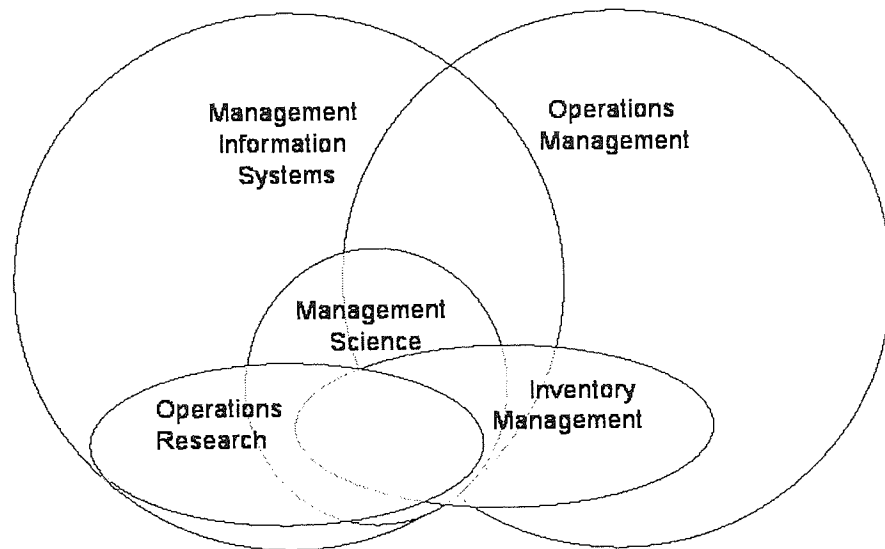 Management
Information
Systems
Operations
Management
Management
Science
Operations
Research
Inventory
Management